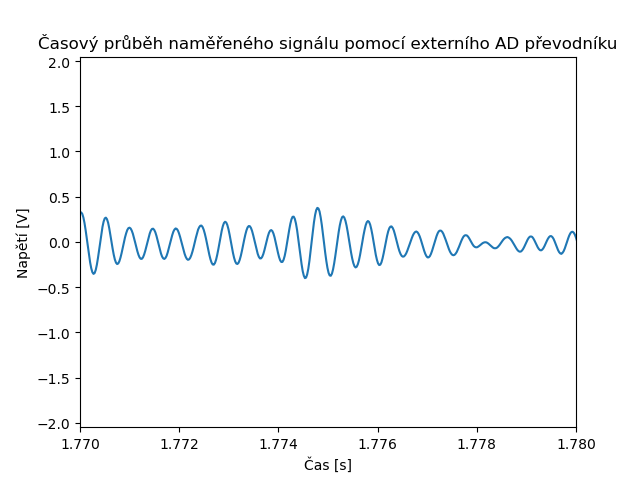 Časový průběh naměřeného signálu pomocí externího AD převodníku
2.0
1.5
1.0
0.5
0.0
−0.5
−1.0
−1.5
−2.0
Napětí [V]
1.770 1.772 1.774 1.776 1.778 1.780
Čas [s]